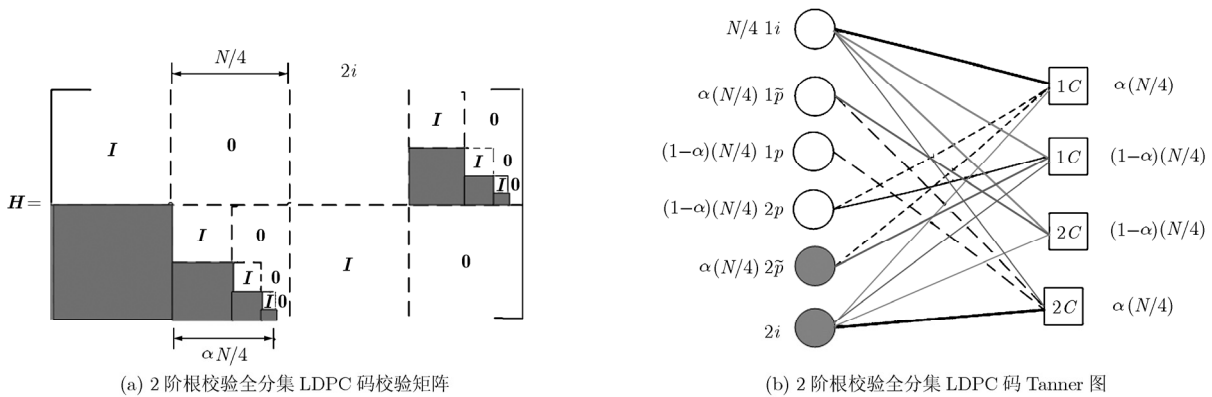 N/4
2i
I
0
I
0
I
0
I 0
H=
I
0
I
0
I 0
I
0
αN/4
(a) 2 阶根校验全分集 LDPC 码校验矩阵
N/4 1i
1C α(N/4)
α(N/4) 1p̃
(1−α)(N/4) 1p
1C (1−α)(N/4)
(1−α)(N/4) 2p
2C (1−α)(N/4)
α(N/4) 2p̃
2C α(N/4)
2i
(b) 2 阶根校验全分集 LDPC 码 Tanner 图